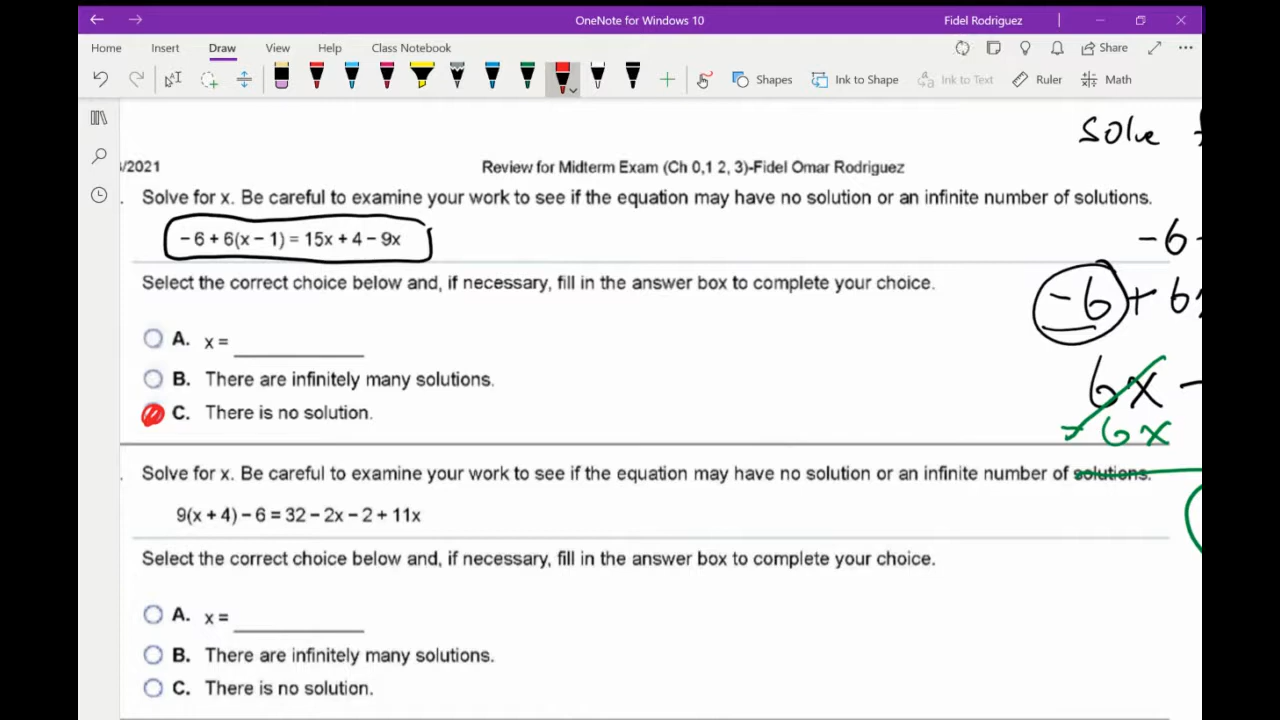 OneNote for Windows 10
Fidel Rodriguez
Home Insert Draw View Help Class Notebook Share
Shapes Ink to Shape Ink to Text Ruler Math
/2021
Review for Midterm Exam (Ch 0,1 2, 3)-Fidel Omar Rodriguez
solve
. Solve for x. Be careful to examine your work to see if the equation may have no solution or an infinite number of solutions.
− 6 + 6(x − 1) = 15x + 4 − 9x
-6-
Select the correct choice below and, if necessary, fill in the answer box to complete your choice.
-6+6x
A. x =
6x -
B. There are infinitely many solutions.
C. There is no solution.
-6x
. Solve for x. Be careful to examine your work to see if the equation may have no solution or an infinite number of solutions.
9(x + 4) − 6 = 32 − 2x − 2 + 11x
Select the correct choice below and, if necessary, fill in the answer box to complete your choice.
A. x =
B. There are infinitely many solutions.
C. There is no solution.